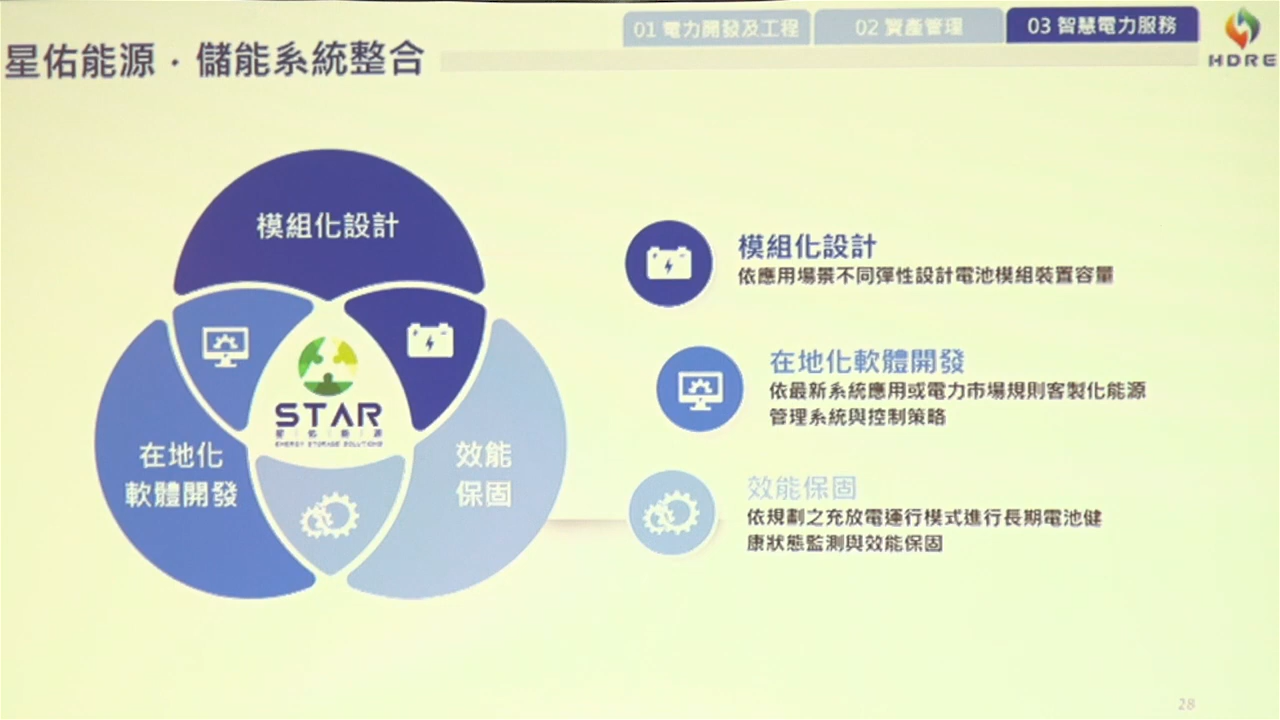 01 電力開發及工程
02 資產管理
03 智慧電力服務
HDRE
星佑能源・儲能系統整合
模組化設計
在地化
軟體開發
效能
保固
STAR
星佑能源
ENERGY STORAGE SOLUTIONS
模組化設計
依應用場景不同彈性設計電池模組裝置容量
在地化軟體開發
依最新系統應用或電力市場規則客製化能源
管理系統與控制策略
效能保固
依規劃之充放電運行模式進行長期電池健
康狀態監測與效能保固
28